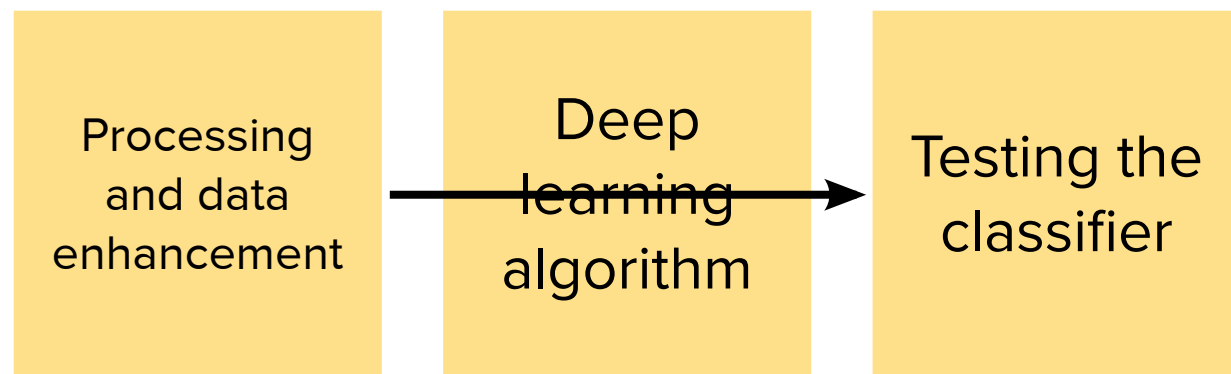 Processing
and data
enhancement
Deep
learning
algorithm
Testing the
classifier